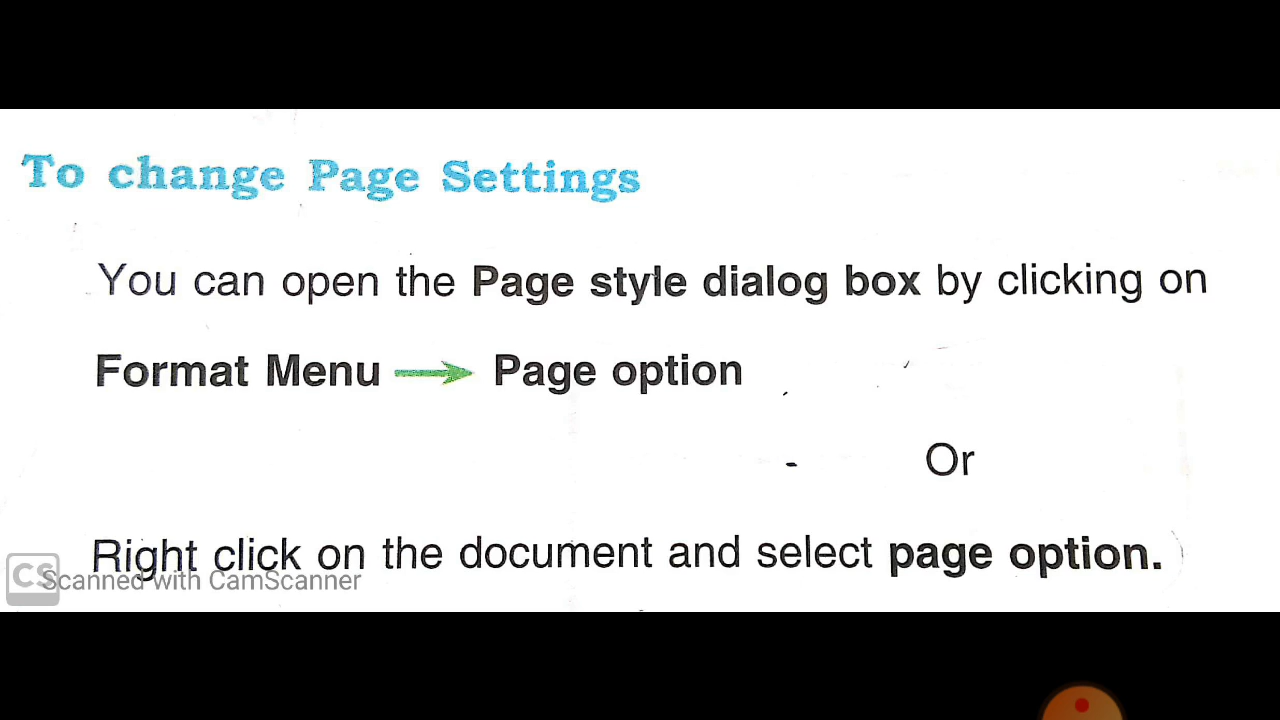 To change Page Settings
You can open the Page style dialog box by clicking on
Format Menu → Page option
Or
Right click on the document and select page option.
CS Scanned with CamScanner